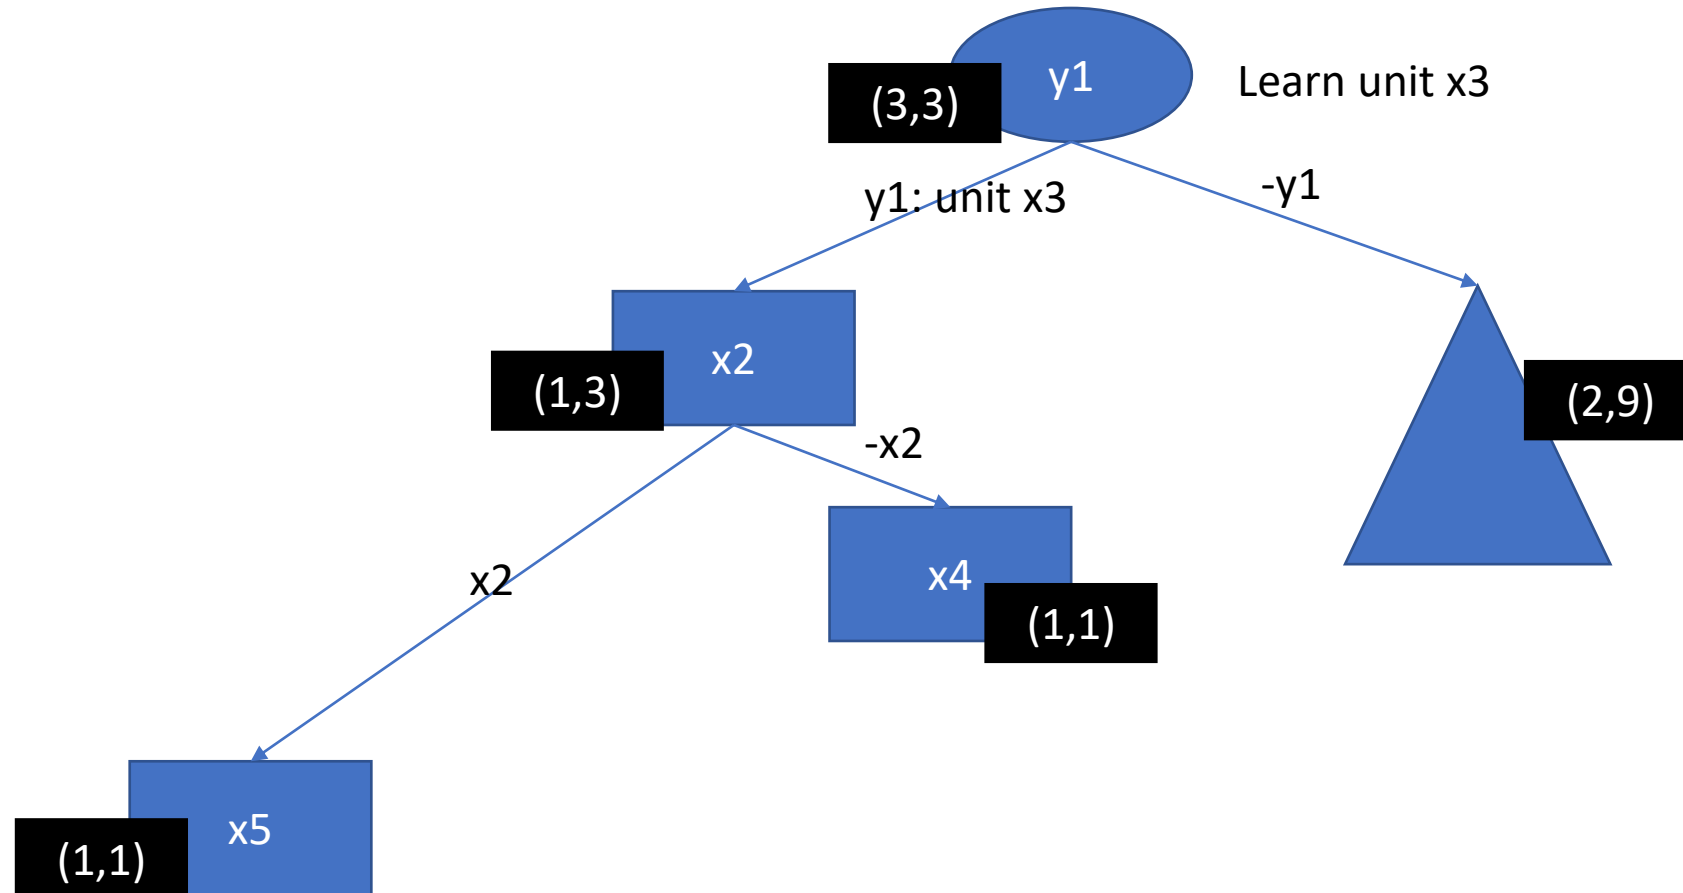 y1
(3,3)
Learn unit x3
y1: unit x3
-y1
x2
(1,3)
(2,9)
-x2
x2
x4
(1,1)
x5
(1,1)